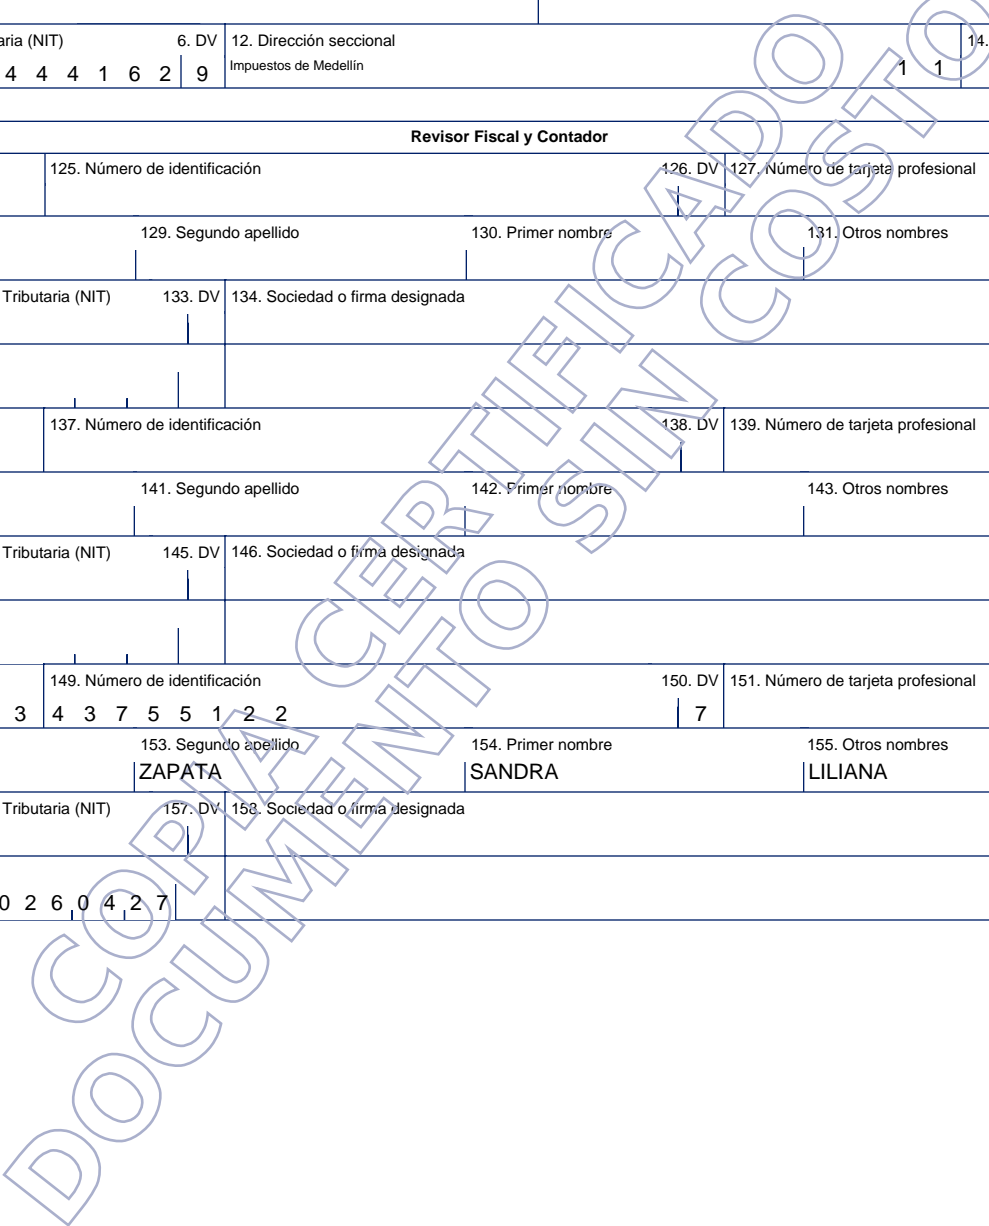 aria (NIT) 6. DV 12. Dirección seccional 14.
4 4 4 1 6 2 9 Impuestos de Medellín 1 1
Revisor Fiscal y Contador
125. Número de identificación 126. DV 127. Número de tarjeta profesional
129. Segundo apellido 130. Primer nombre 131. Otros nombres
Tributaria (NIT) 133. DV 134. Sociedad o firma designada
137. Número de identificación 138. DV 139. Número de tarjeta profesional
141. Segundo apellido 142. Primer nombre 143. Otros nombres
Tributaria (NIT) 145. DV 146. Sociedad o firma designada
149. Número de identificación 150. DV 151. Número de tarjeta profesional
3 4 3 7 5 5 1 2 2 7
153. Segundo apellido 154. Primer nombre 155. Otros nombres
ZAPATA SANDRA LILIANA
Tributaria (NIT) 157. DV 158. Sociedad o firma designada
0 2 6 0 4 2 7
COPIA CERTIFICADO
DOCUMENTO SIN COSTO